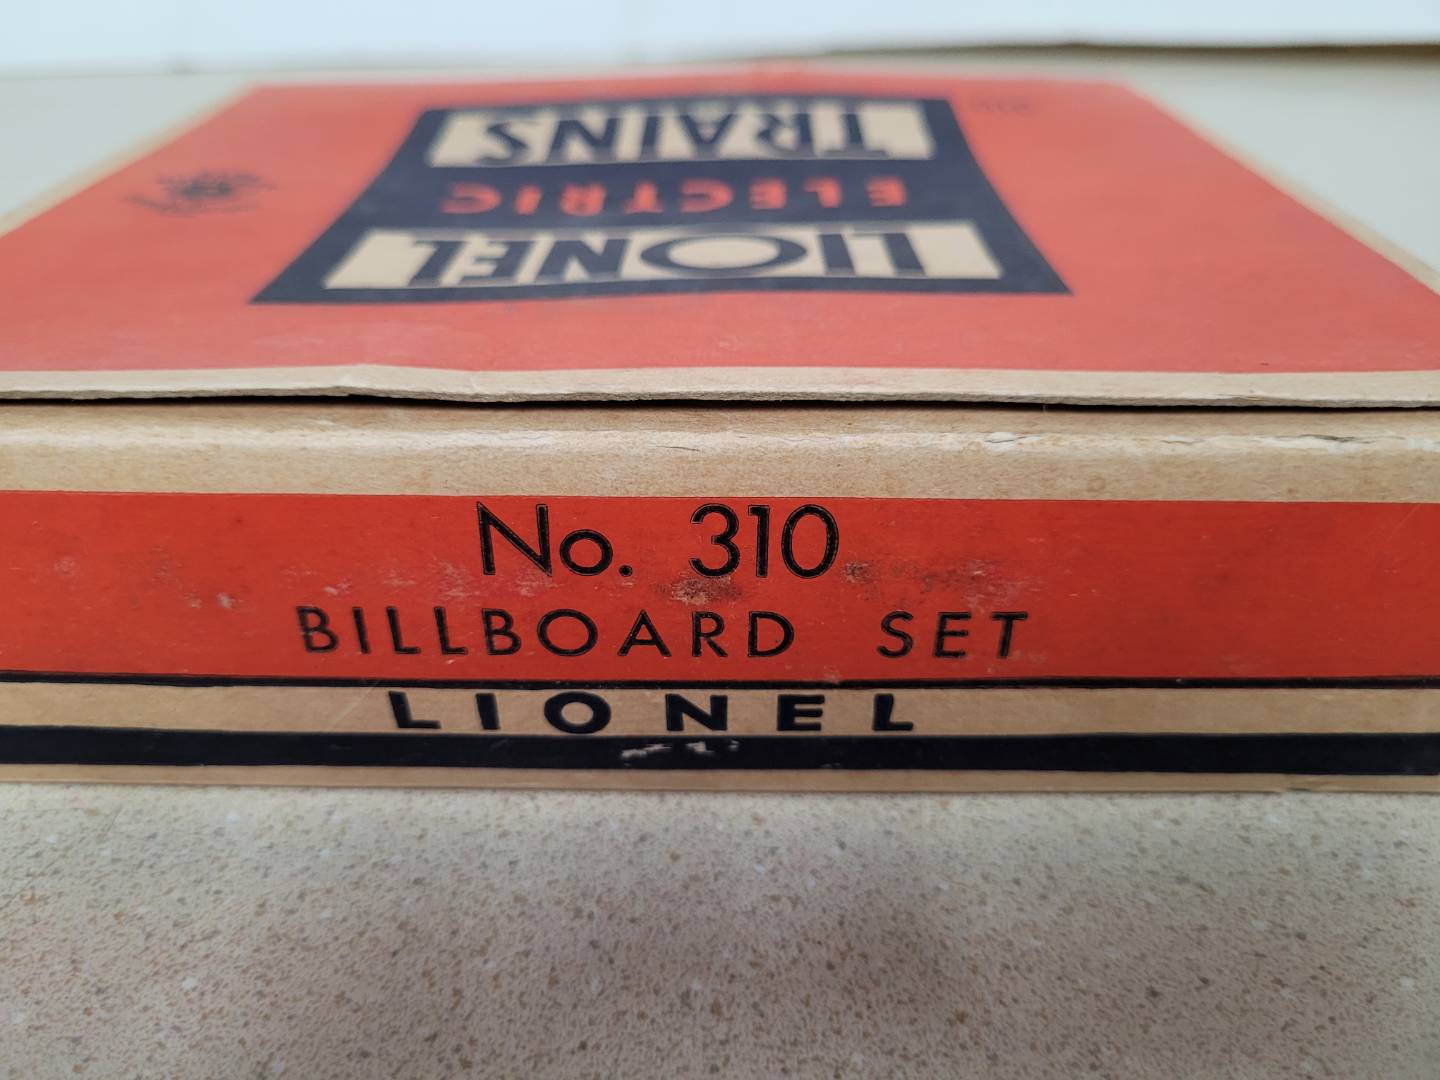 LIONEL
ELECTRIC
TRAINS
No. 310
BILLBOARD SET
LIONEL